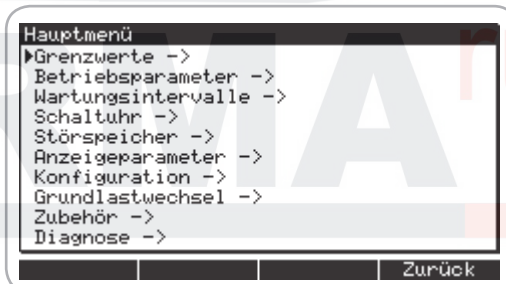 Hauptmenü
▶Grenzwerte ->
Betriebsparameter ->
Wartungsintervalle ->
Schaltuhr ->
Störspeicher ->
Anzeigeparameter ->
Konfiguration ->
Grundlastwechsel ->
Zubehör ->
Diagnose ->
Zurück